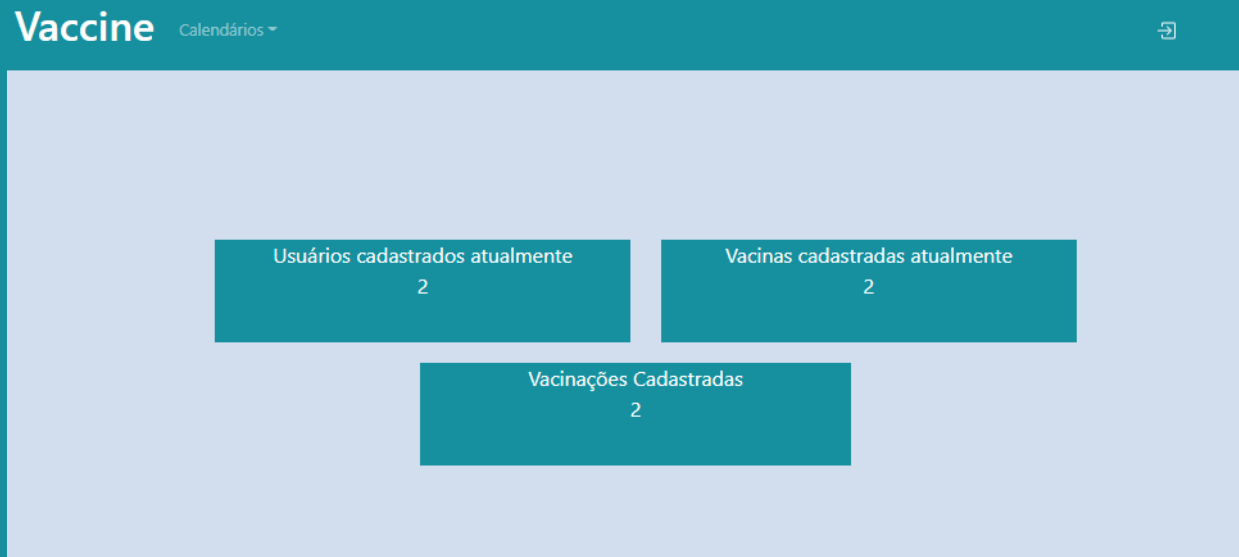 Vaccine Calendários
Usuários cadastrados atualmente
2
Vacinas cadastradas atualmente
2
Vacinações Cadastradas
2